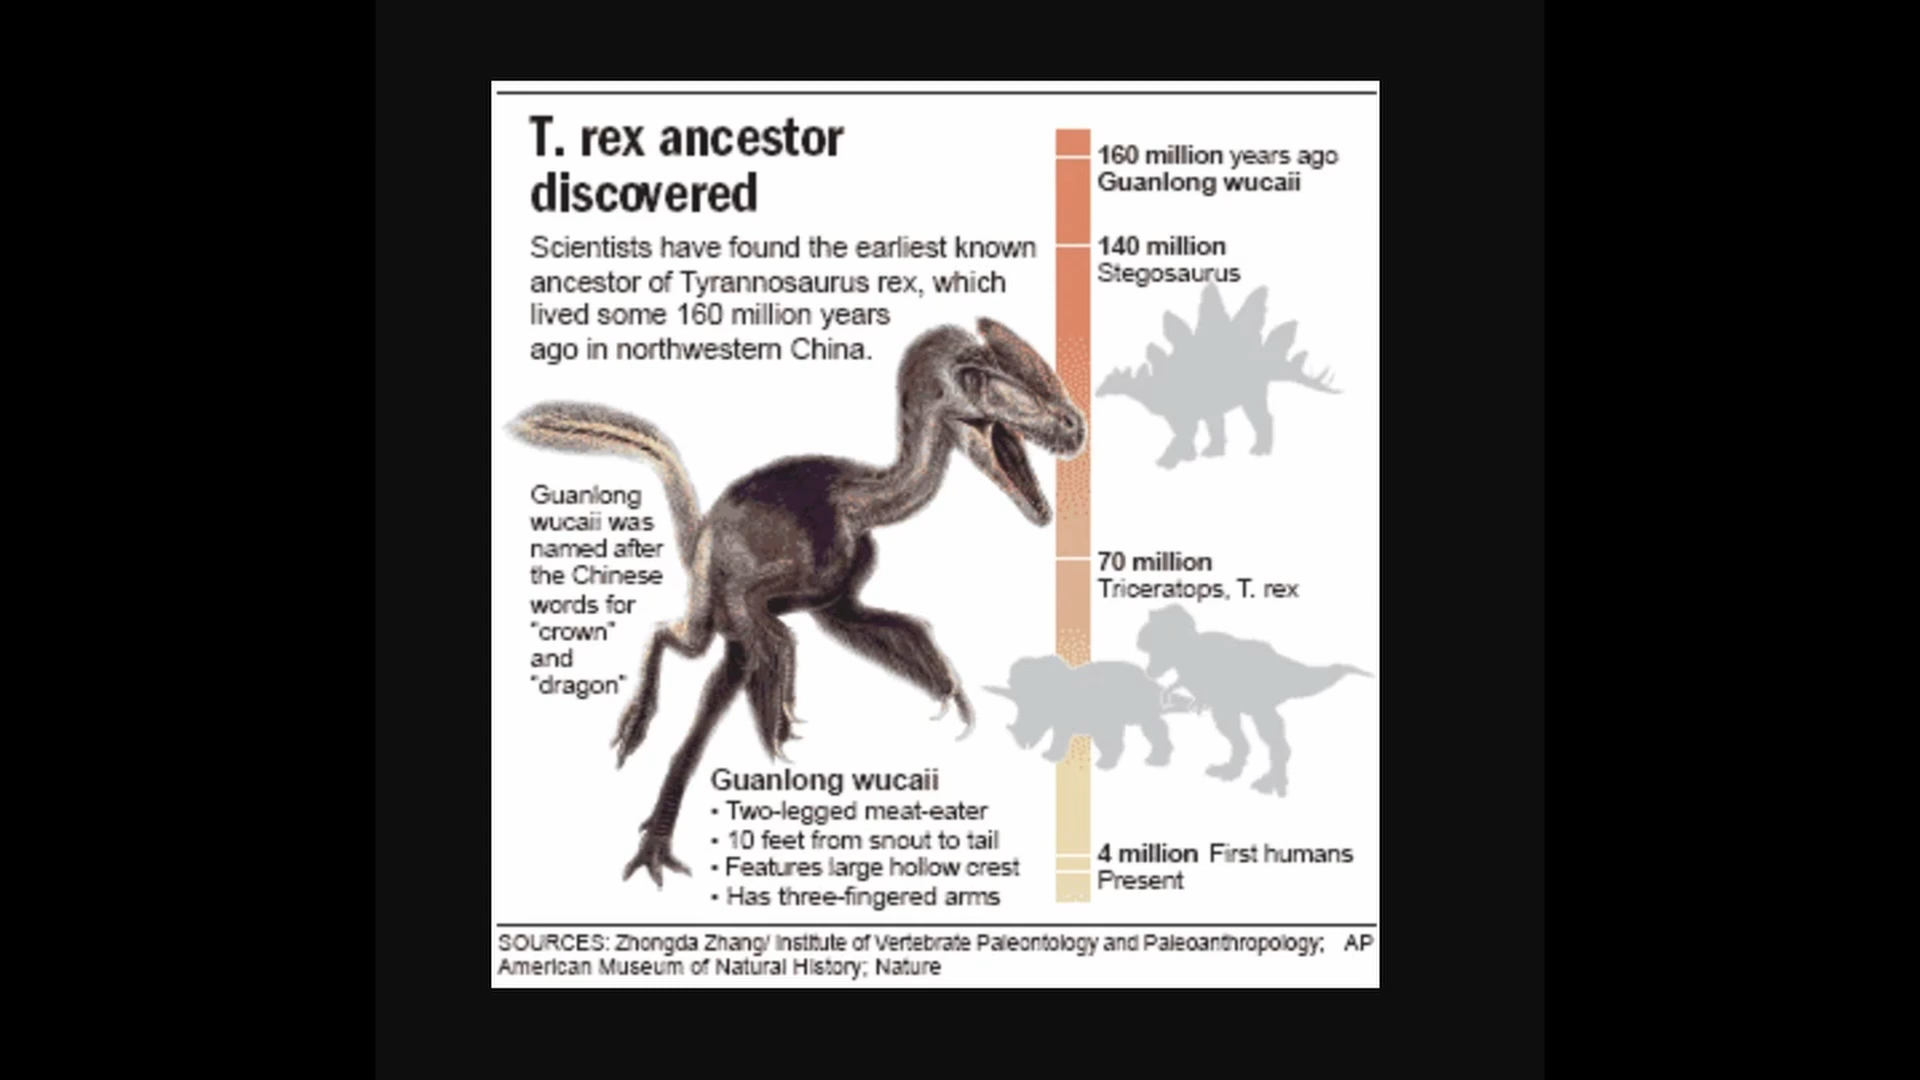 T. rex ancestor
discovered
Scientists have found the earliest known
ancestor of Tyrannosaurus rex, which
lived some 160 million years
ago in northwestern China.
Guanlong
wucaii was
named after
the Chinese
words for
"crown"
and
"dragon"
Guanlong wucaii
• Two-legged meat-eater
• 10 feet from snout to tail
• Features large hollow crest
• Has three-fingered arms
160 million years ago
Guanlong wucaii
140 million
Stegosaurus
70 million
Triceratops, T. rex
4 million First humans
Present
SOURCES: Zhongda Zhang/ Institute of Vertebrate Paleontology and Paleoanthropology; AP
American Museum of Natural History; Nature